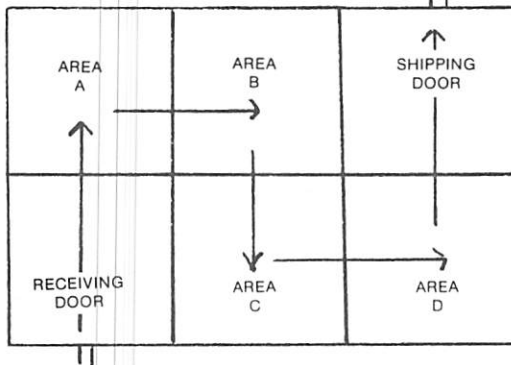 AREA
A
AREA
B
SHIPPING
DOOR
RECEIVING
DOOR
AREA
C
AREA
D